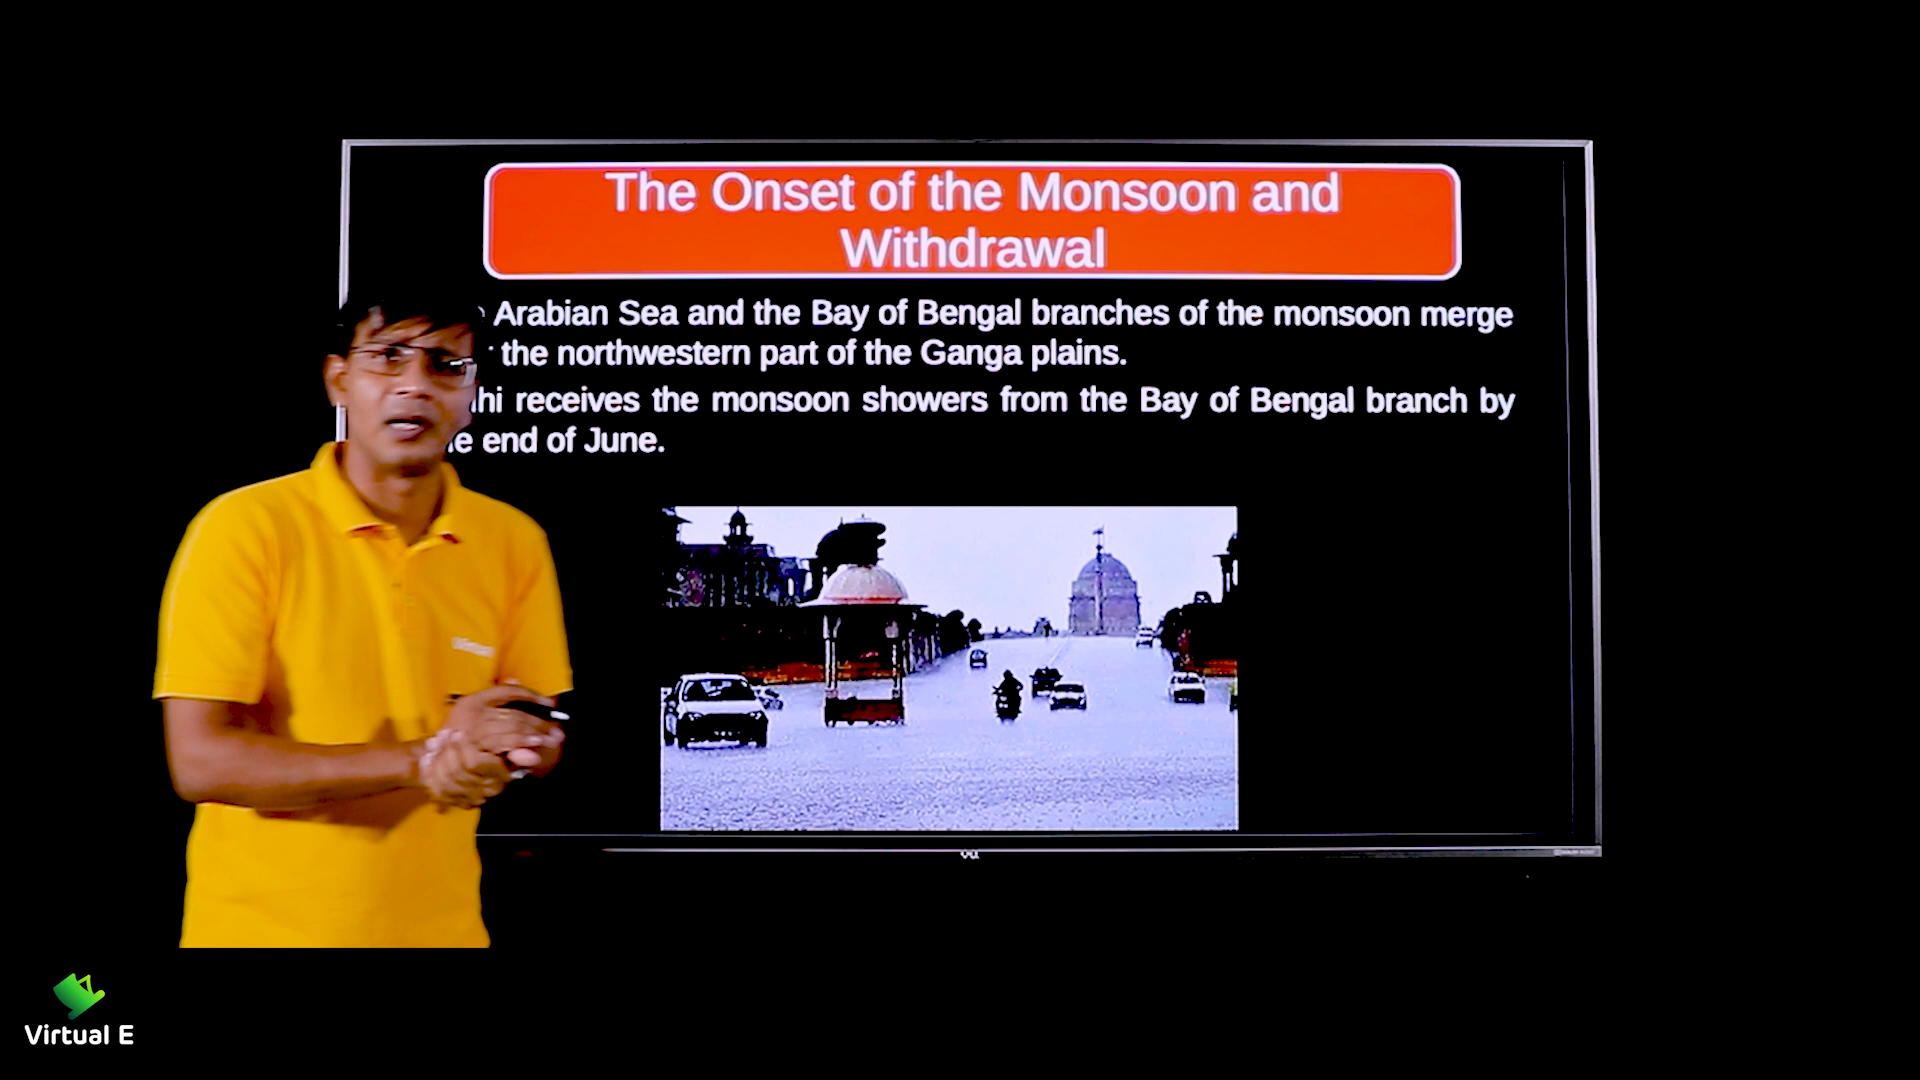 The Onset of the Monsoon and
Withdrawal
Arabian Sea and the Bay of Bengal branches of the monsoon merge
the northwestern part of the Ganga plains.
receives the monsoon showers from the Bay of Bengal branch by
end of June.
Virtual E